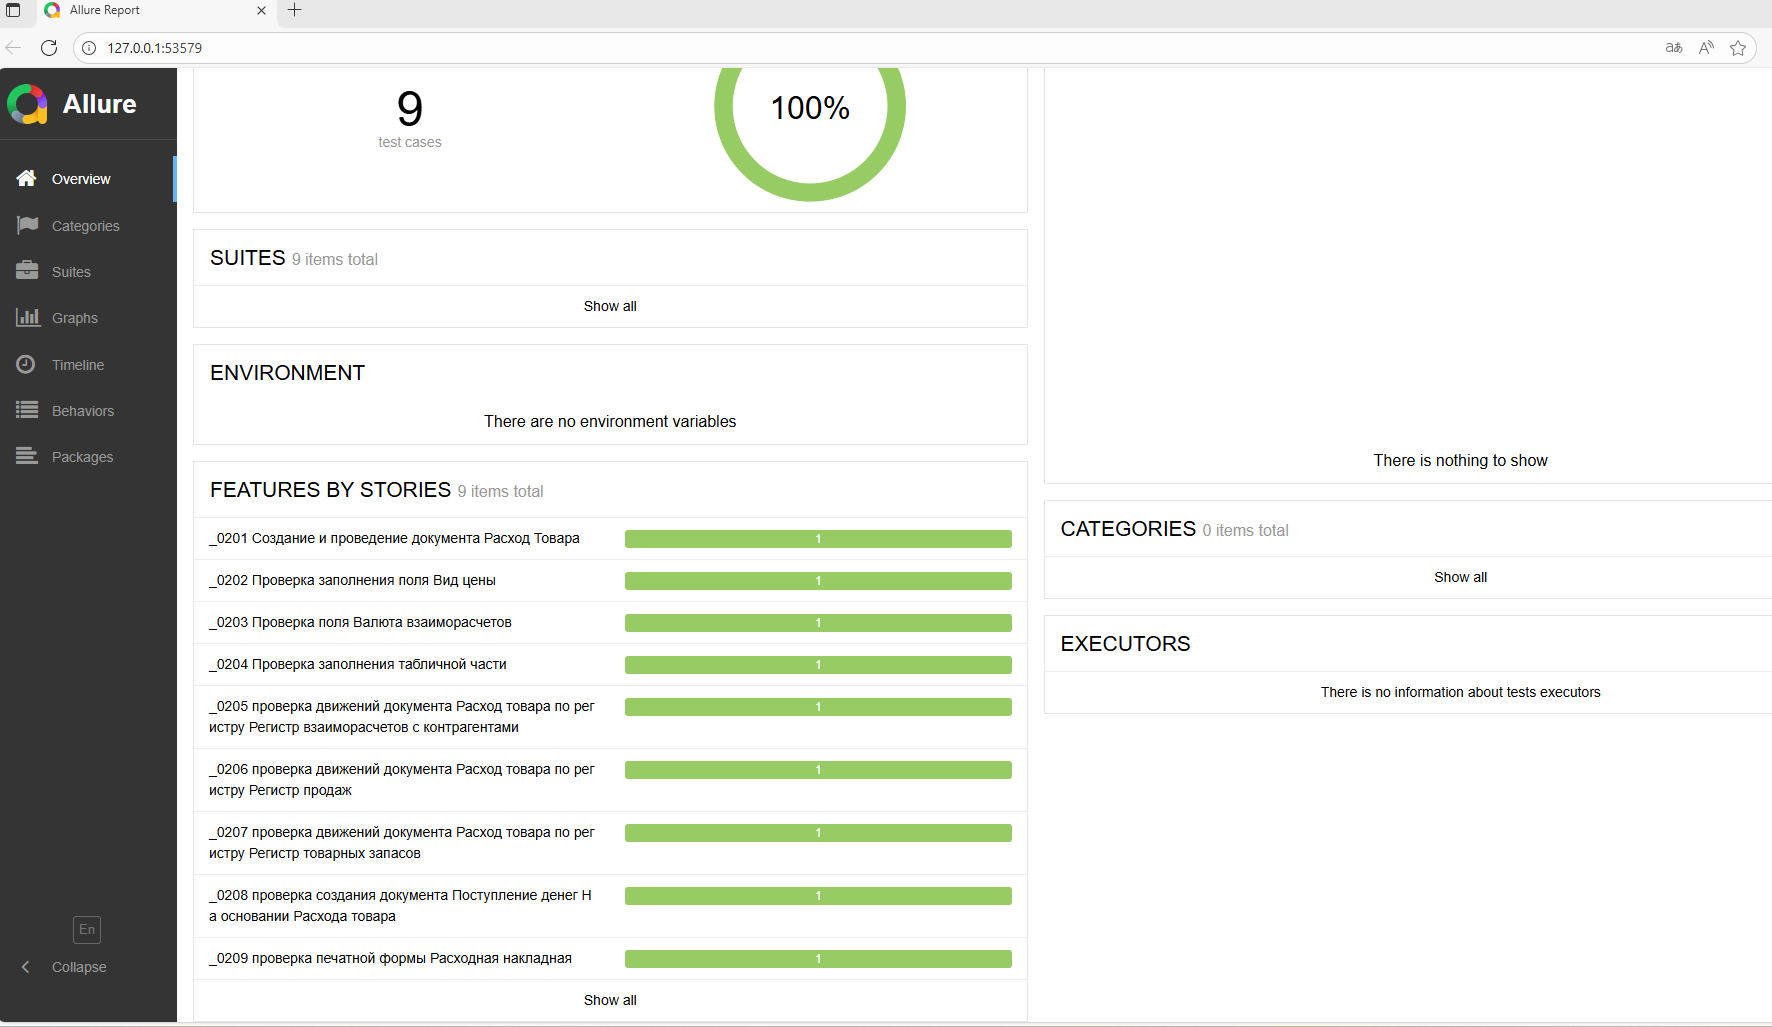 Allure Report
127.0.0.1:53579
Allure
Overview
Categories
Suites
Graphs
Timeline
Behaviors
Packages
En
Collapse
9
test cases
100%
SUITES 9 items total
Show all
ENVIRONMENT
There are no environment variables
FEATURES BY STORIES 9 items total
_0201 Создание и проведение документа Расход Товара 1
_0202 Проверка заполнения поля Вид цены 1
_0203 Проверка поля Валюта взаиморасчетов 1
_0204 Проверка заполнения табличной части 1
_0205 проверка движений документа Расход товара по рег 1
истру Регистр взаиморасчетов с контрагентами
_0206 проверка движений документа Расход товара по рег 1
истру Регистр продаж
_0207 проверка движений документа Расход товара по рег 1
истру Регистр товарных запасов
_0208 проверка создания документа Поступление денег Н 1
а основании Расхода товара
_0209 проверка печатной формы Расходная накладная 1
Show all
There is nothing to show
CATEGORIES 0 items total
Show all
EXECUTORS
There is no information about tests executors